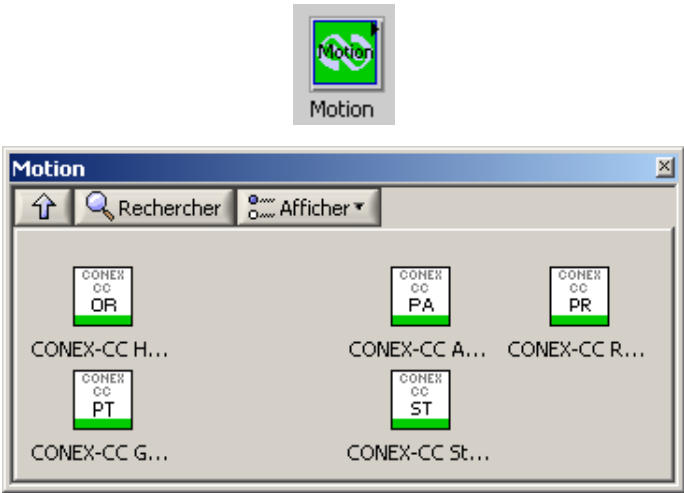 Motion
Motion
Motion
Rechercher Afficher
CONEX CC OR
CONEX CC PA
CONEX CC PR
CONEX-CC H... CONEX-CC A... CONEX-CC R...
CONEX CC PT
CONEX CC ST
CONEX-CC G... CONEX-CC St...